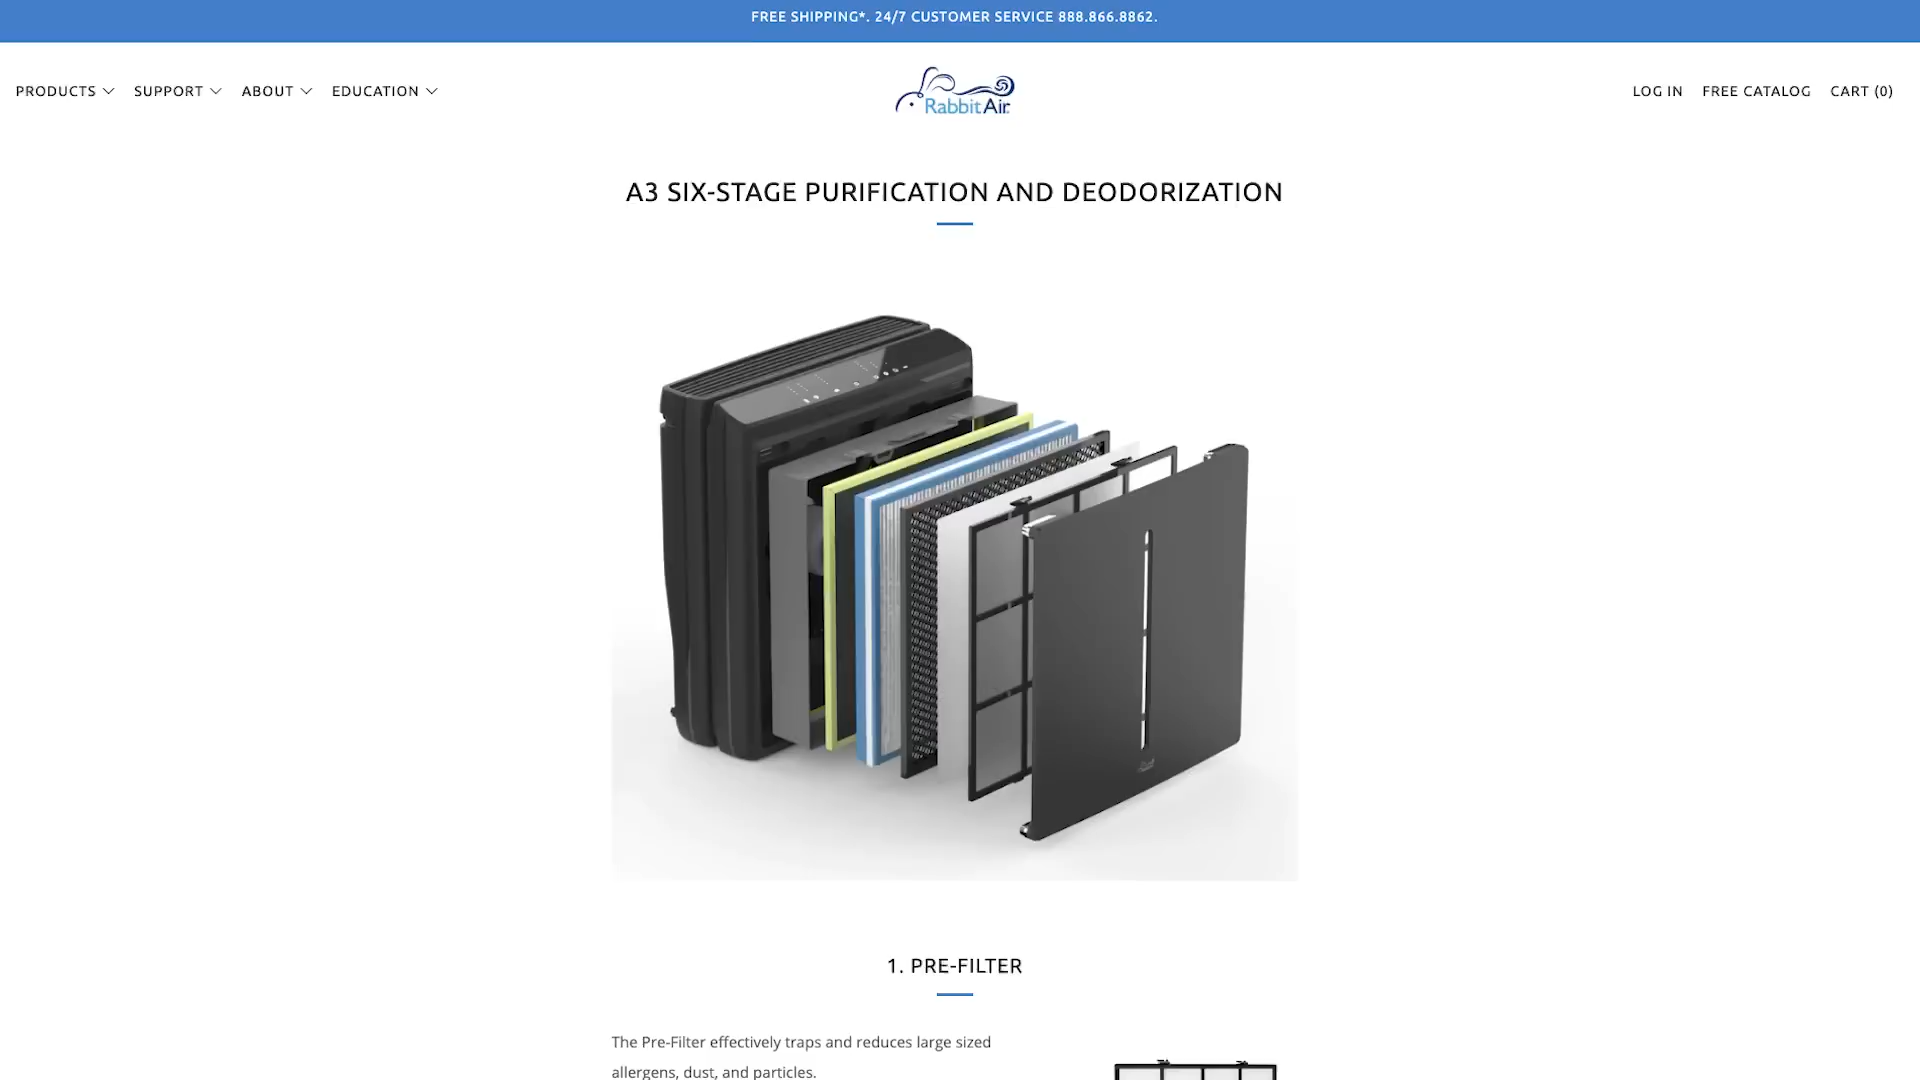 FREE SHIPPING*. 24/7 CUSTOMER SERVICE 888.866.8862.
PRODUCTS SUPPORT ABOUT EDUCATION
RabbitAir
LOG IN FREE CATALOG CART (0)
A3 SIX-STAGE PURIFICATION AND DEODORIZATION
1. PRE-FILTER
The Pre-Filter effectively traps and reduces large sized
allergens, dust, and particles.